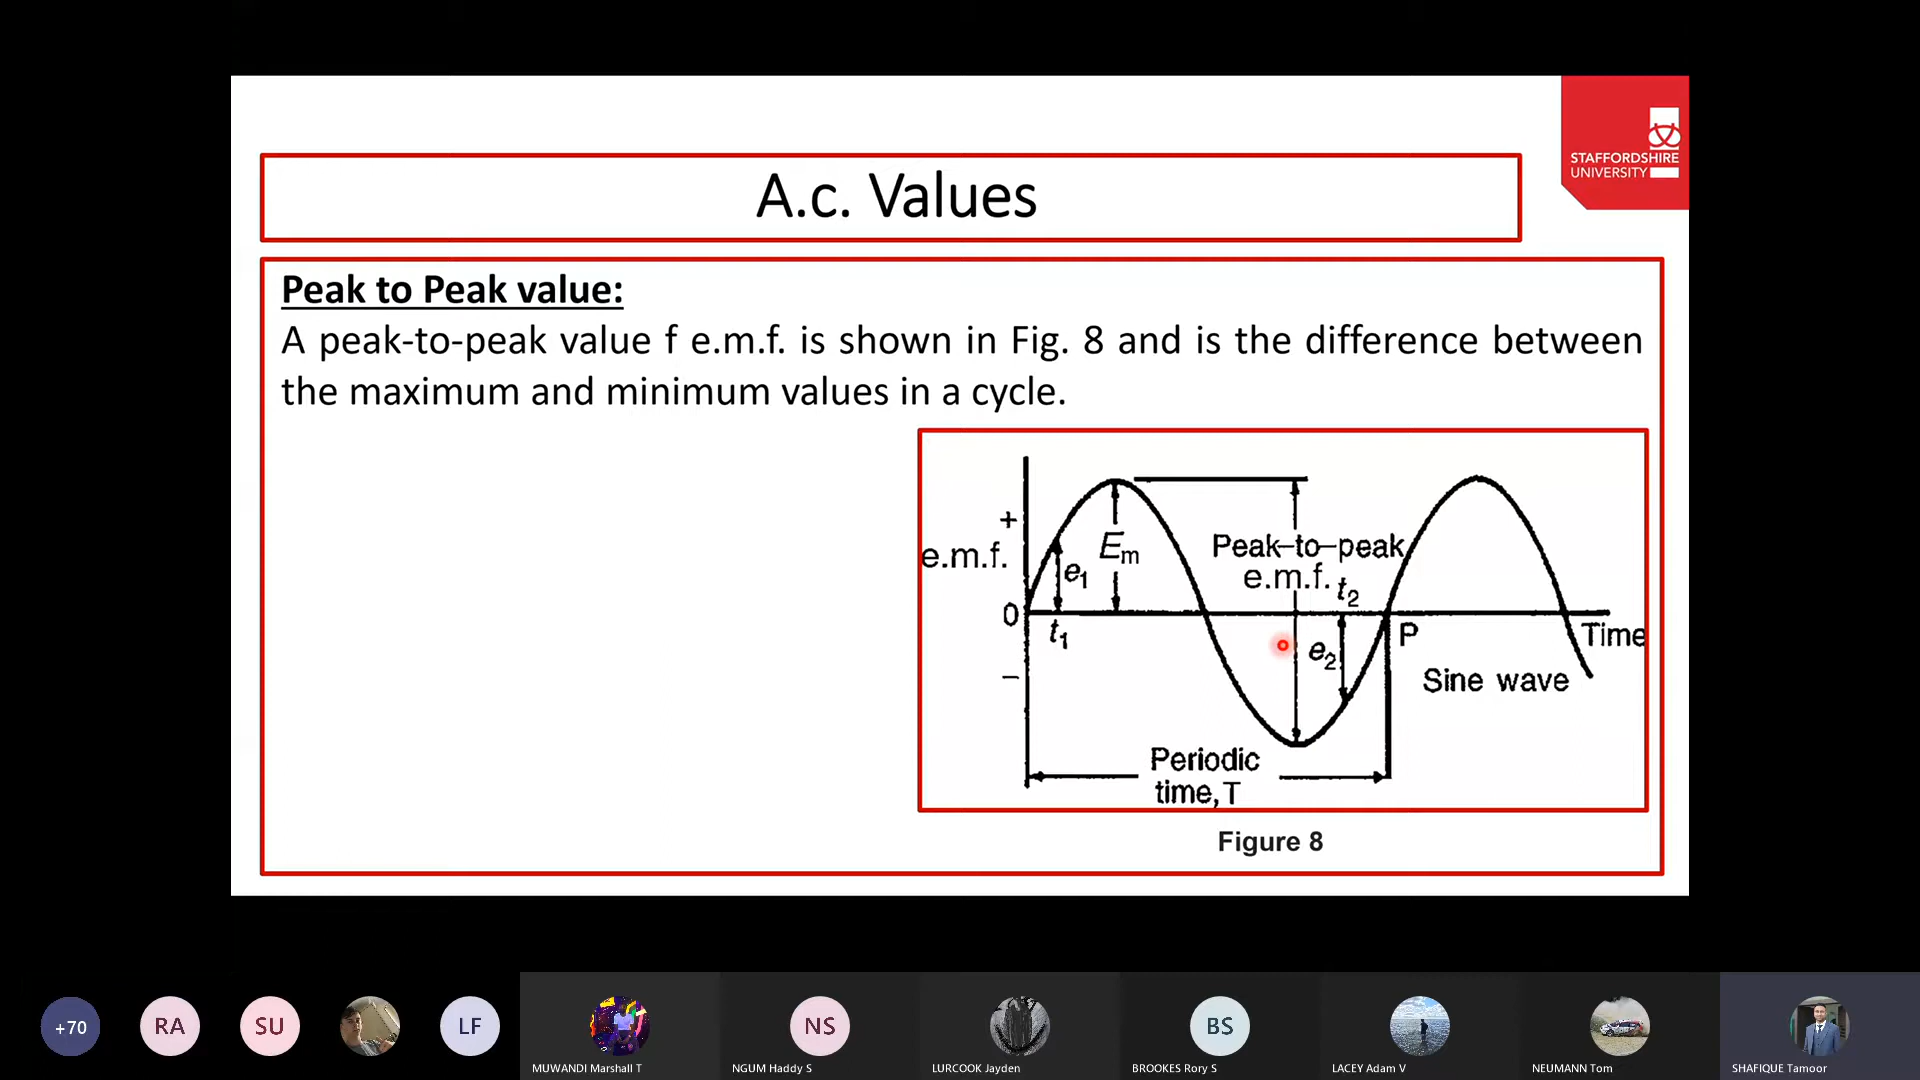 STAFFORDSHIRE
UNIVERSITY
A.c. Values
Peak to Peak value:
A peak-to-peak value f e.m.f. is shown in Fig. 8 and is the difference between
the maximum and minimum values in a cycle.
+
e.m.f.
0
–
e1
t1
Em
Peak-to-peak
e.m.f.
t2
e2
P
Time
Sine wave
Periodic
time,T
Figure 8
+70
RA
SU
LF
NS
BS
MUWANDI Marshall T
NGUM Haddy S
LURCOOK Jayden
BROOKES Rory S
LACEY Adam V
NEUMANN Tom
SHAFIQUE Tamoor